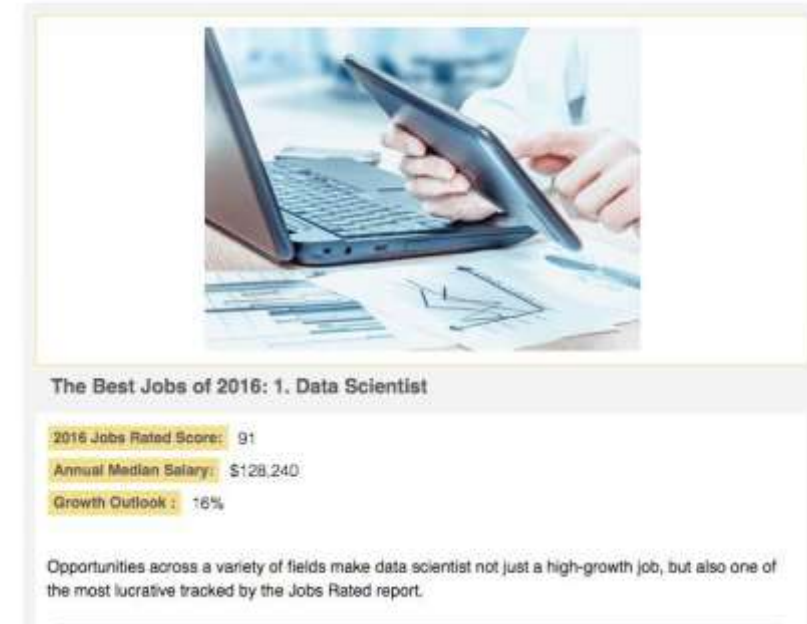 The Best Jobs of 2016: 1. Data Scientist
2016 Jobs Rated Score: 91
Annual Median Salary: $128,240
Growth Outlook : 16%
Opportunities across a variety of fields make data scientist not just a high-growth job, but also one of
the most lucrative tracked by the Jobs Rated report.